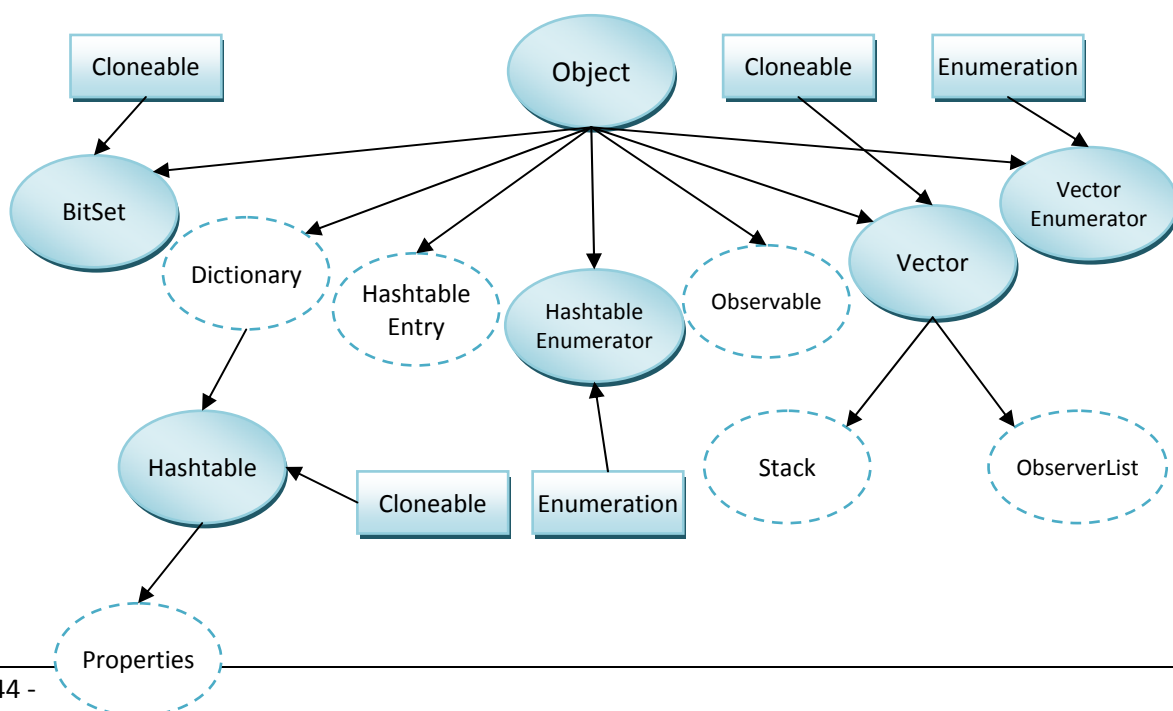 Cloneable
Object
Cloneable
Enumeration
BitSet
Dictionary
Hashtable
Entry
Hashtable
Enumerator
Observable
Vector
Vector
Enumerator
Hashtable
Cloneable
Enumeration
Stack
ObserverList
Properties
44 -